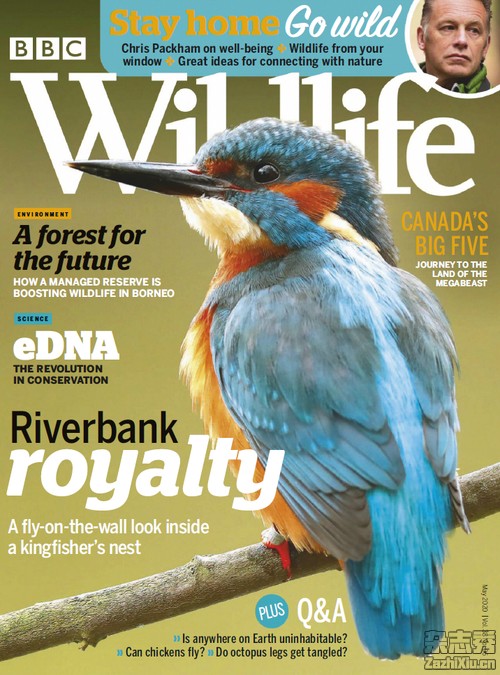 Stay home Go wild
BBC
Chris Packham on well-being + Wildlife from your
window + Great ideas for connecting with nature
Wildlife
ENVIRONMENT
A forest for
the future
HOW A MANAGED RESERVE IS
BOOSTING WILDLIFE IN BORNEO
CANADA'S
BIG FIVE
JOURNEY TO THE
LAND OF THE
MEGABEAST
SCIENCE
eDNA
THE REVOLUTION
IN CONSERVATION
Riverbank
royalty
A fly-on-the-wall look inside
a kingfisher's nest
PLUS Q&A
» Is anywhere on Earth uninhabitable?
» Can chickens fly? » Do octopus legs get tangled?
May 2020 | Vol.
杂志秀
ZaZhiXiu.cn